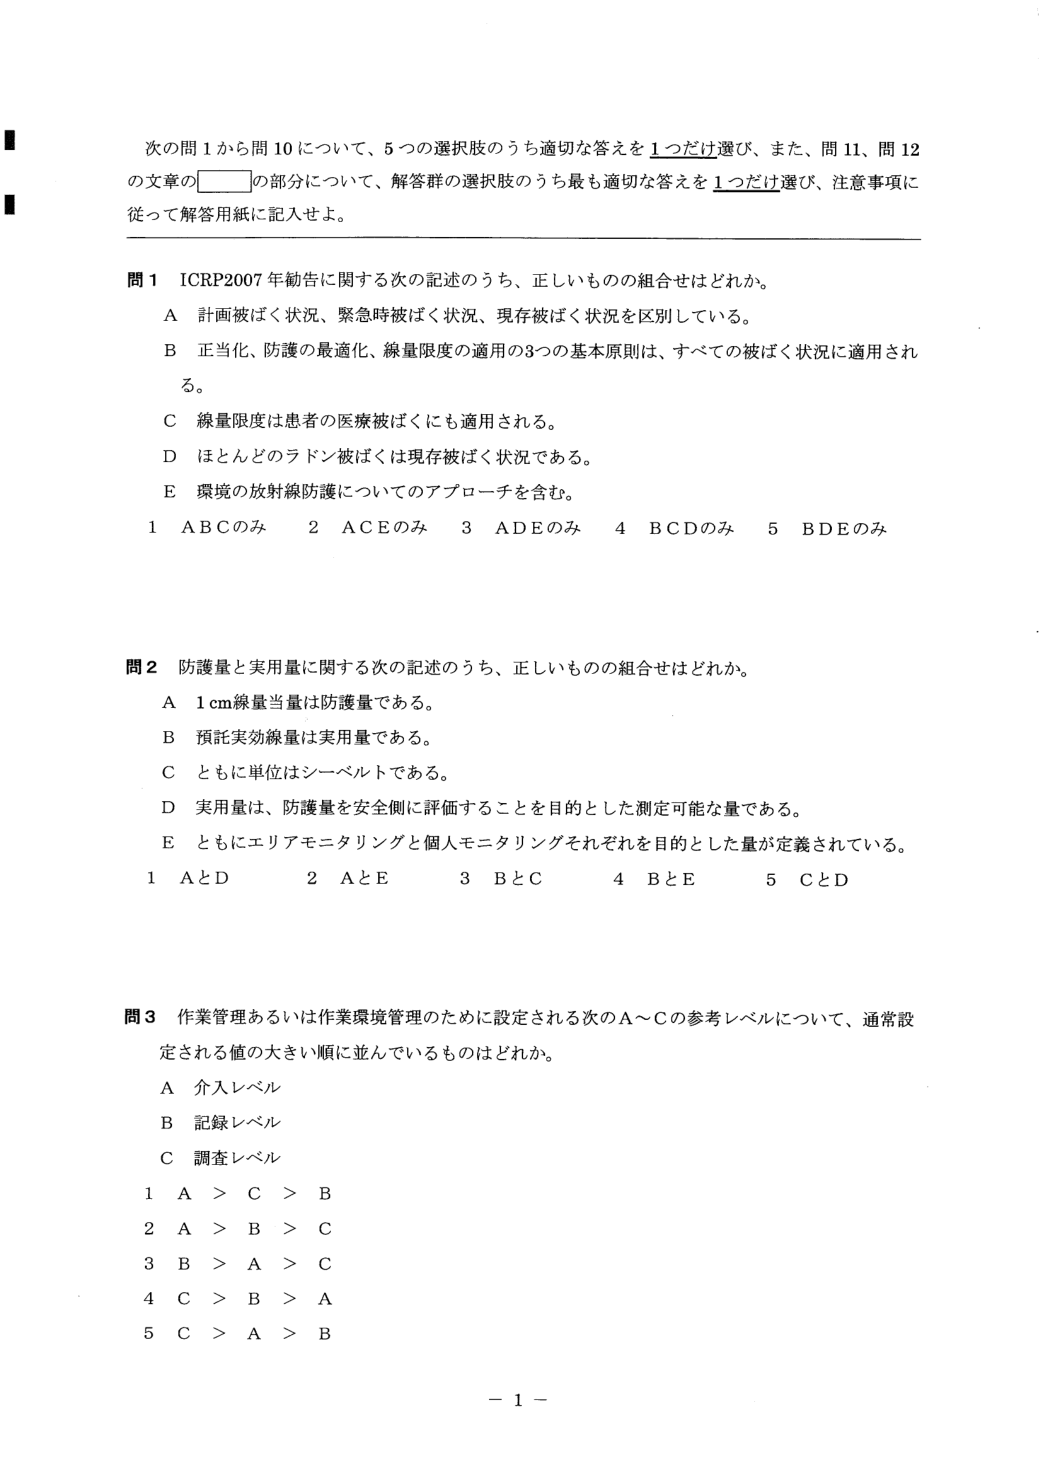 次の問1から問10について、5つの選択肢のうち適切な答えを1つだけ選び、また、問11、問12
の文章の の部分について、解答群の選択肢のうち最も適切な答えを1つだけ選び、注意事項に
従って解答用紙に記入せよ。
問1 ICRP2007年勧告に関する次の記述のうち、正しいものの組合せはどれか。
A 計画被ばく状況、緊急時被ばく状況、現存被ばく状況を区別している。
B 正当化、防護の最適化、線量限度の適用の3つの基本原則は、すべての被ばく状況に適用され
る。
C 線量限度は患者の医療被ばくにも適用される。
D ほとんどのラドン被ばくは現存被ばく状況である。
E 環境の放射線防護についてのアプローチを含む。
1 ABCのみ 2 ACEのみ 3 ADEのみ 4 BCDのみ 5 BDEのみ
問2 防護量と実用量に関する次の記述のうち、正しいものの組合せはどれか。
A 1cm線量当量は防護量である。
B 預託実効線量は実用量である。
C ともに単位はシーベルトである。
D 実用量は、防護量を安全側に評価することを目的とした測定可能な量である。
E ともにエリアモニタリングと個人モニタリングそれぞれを目的とした量が定義されている。
1 AとD 2 AとE 3 BとC 4 BとE 5 CとD
問3 作業管理あるいは作業環境管理のために設定される次のA～Cの参考レベルについて、通常設
定される値の大きい順に並んでいるものはどれか。
A 介入レベル
B 記録レベル
C 調査レベル
1 A > C > B
2 A > B > C
3 B > A > C
4 C > B > A
5 C > A > B
－ 1 －